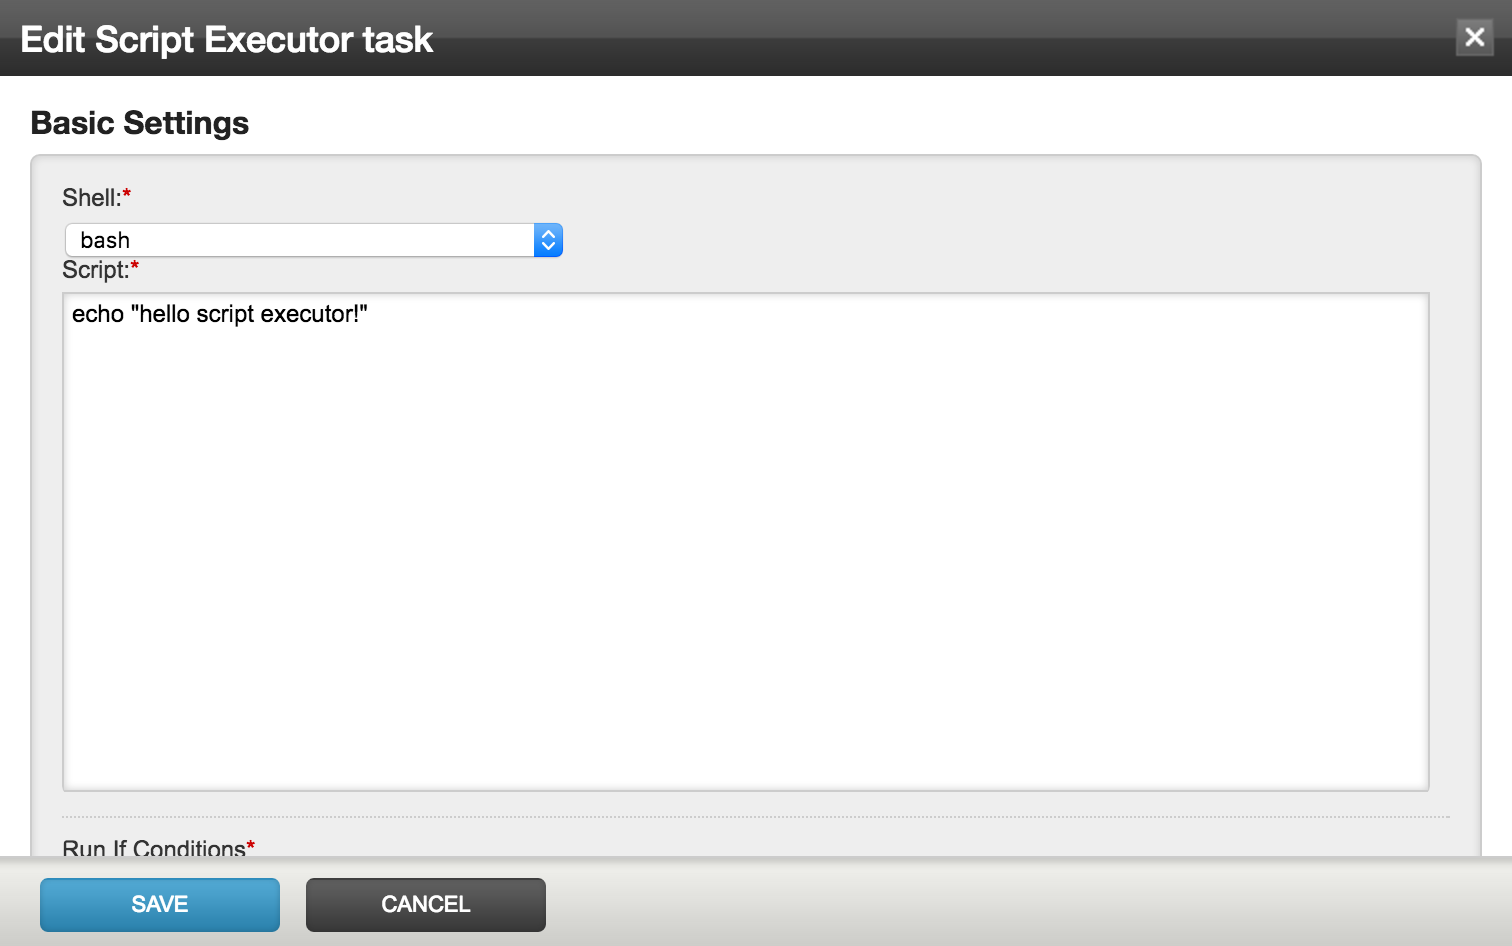 Edit Script Executor task
Basic Settings
Shell:*
bash
Script:*
echo "hello script executor!"
Run If Conditions*
SAVE
CANCEL